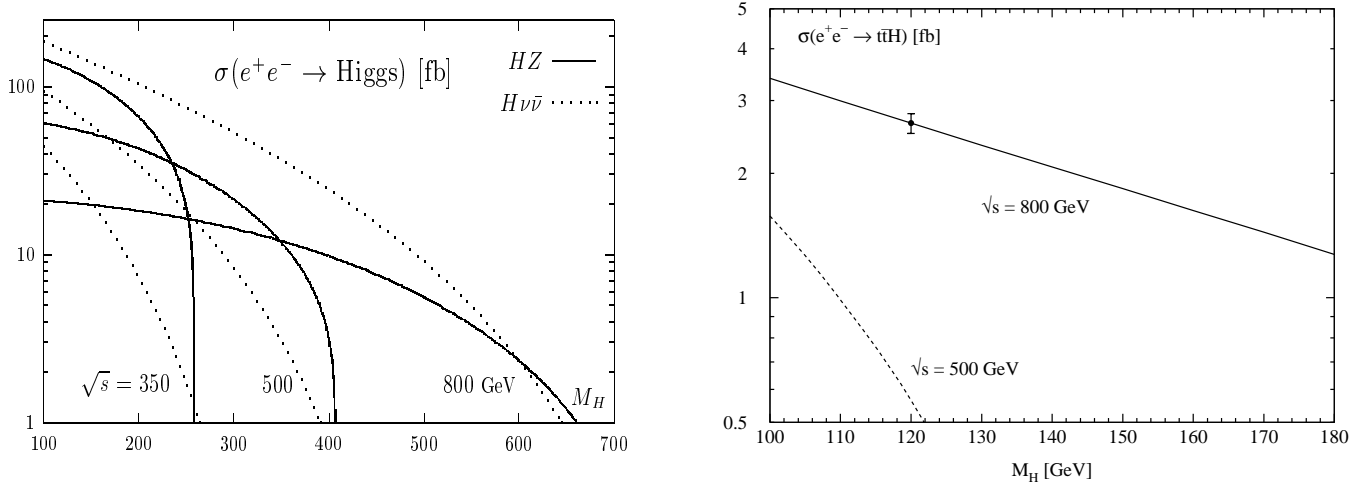 σ(e⁺e⁻ → Higgs) [fb]
HZ
Hνν̄
100
10
1
√s = 350
500
800 GeV
M_H
100 200 300 400 500 600 700
σ(e⁺e⁻ → tt̄H) [fb]
5
4
3
2
1
0.5
√s = 800 GeV
√s = 500 GeV
100 110 120 130 140 150 160 170 180
M_H [GeV]